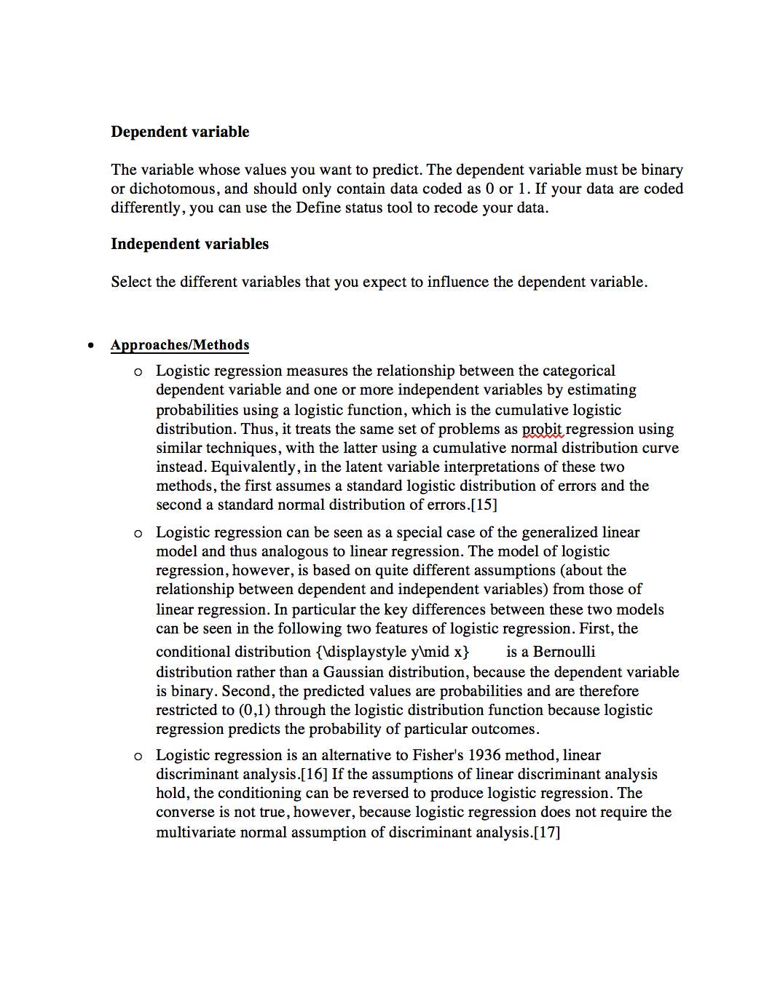 Dependent variable
The variable whose values you want to predict. The dependent variable must be binary
or dichotomous, and should only contain data coded as 0 or 1. If your data are coded
differently, you can use the Define status tool to recode your data.
Independent variables
Select the different variables that you expect to influence the dependent variable.
• Approaches/Methods
o Logistic regression measures the relationship between the categorical
dependent variable and one or more independent variables by estimating
probabilities using a logistic function, which is the cumulative logistic
distribution. Thus, it treats the same set of problems as probit regression using
similar techniques, with the latter using a cumulative normal distribution curve
instead. Equivalently, in the latent variable interpretations of these two
methods, the first assumes a standard logistic distribution of errors and the
second a standard normal distribution of errors.[15]
o Logistic regression can be seen as a special case of the generalized linear
model and thus analogous to linear regression. The model of logistic
regression, however, is based on quite different assumptions (about the
relationship between dependent and independent variables) from those of
linear regression. In particular the key differences between these two models
can be seen in the following two features of logistic regression. First, the
conditional distribution {\displaystyle y\mid x} is a Bernoulli
distribution rather than a Gaussian distribution, because the dependent variable
is binary. Second, the predicted values are probabilities and are therefore
restricted to (0,1) through the logistic distribution function because logistic
regression predicts the probability of particular outcomes.
o Logistic regression is an alternative to Fisher's 1936 method, linear
discriminant analysis.[16] If the assumptions of linear discriminant analysis
hold, the conditioning can be reversed to produce logistic regression. The
converse is not true, however, because logistic regression does not require the
multivariate normal assumption of discriminant analysis.[17]